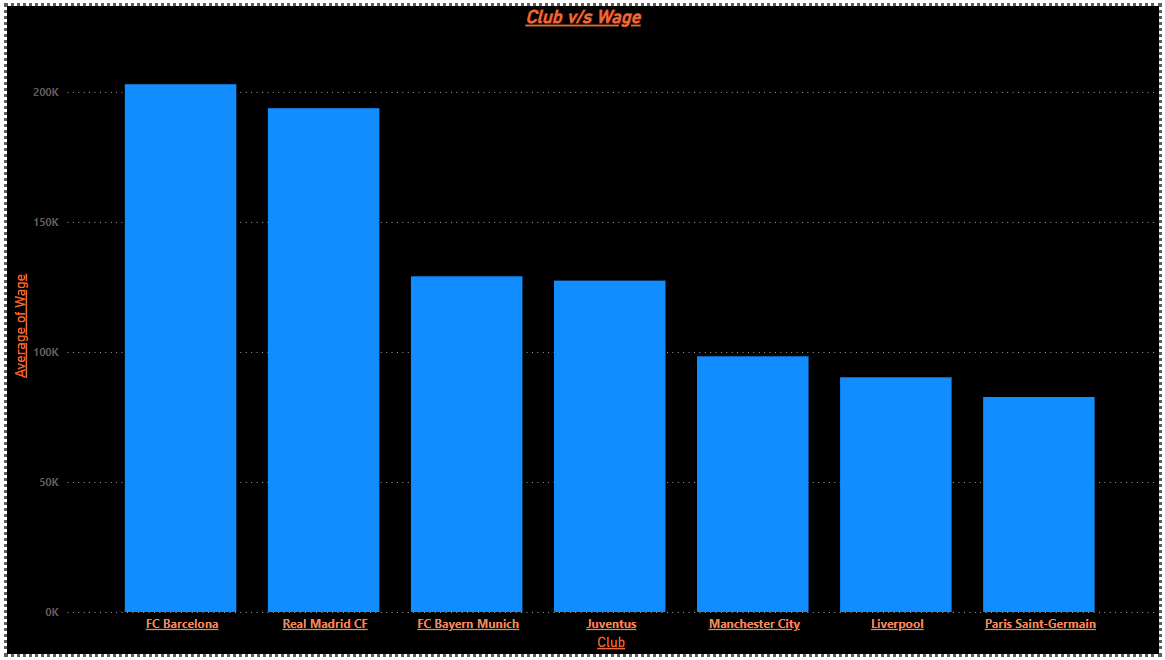 Club v/s Wage
200K
150K
100K
50K
0K
Average of Wage
FC Barcelona
Real Madrid CF
FC Bayern Munich
Juventus
Manchester City
Liverpool
Paris Saint-Germain
Club